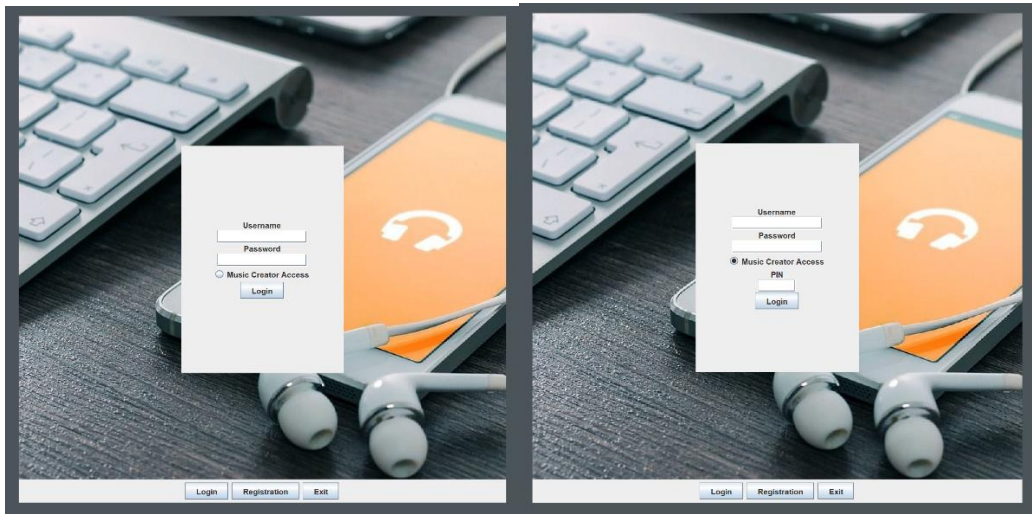 Username
Password
Music Creator Access
Login
Login Registration Exit
Username
Password
Music Creator Access
PIN
Login
Login Registration Exit